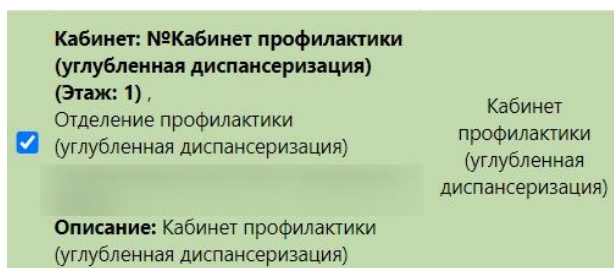 Кабинет: №Кабинет профилактики
(углубленная диспансеризация)
(Этаж: 1) ,
Отделение профилактики
(углубленная диспансеризация)
Описание: Кабинет профилактики
(углубленная диспансеризация)
Кабинет
профилактики
(углубленная
диспансеризация)